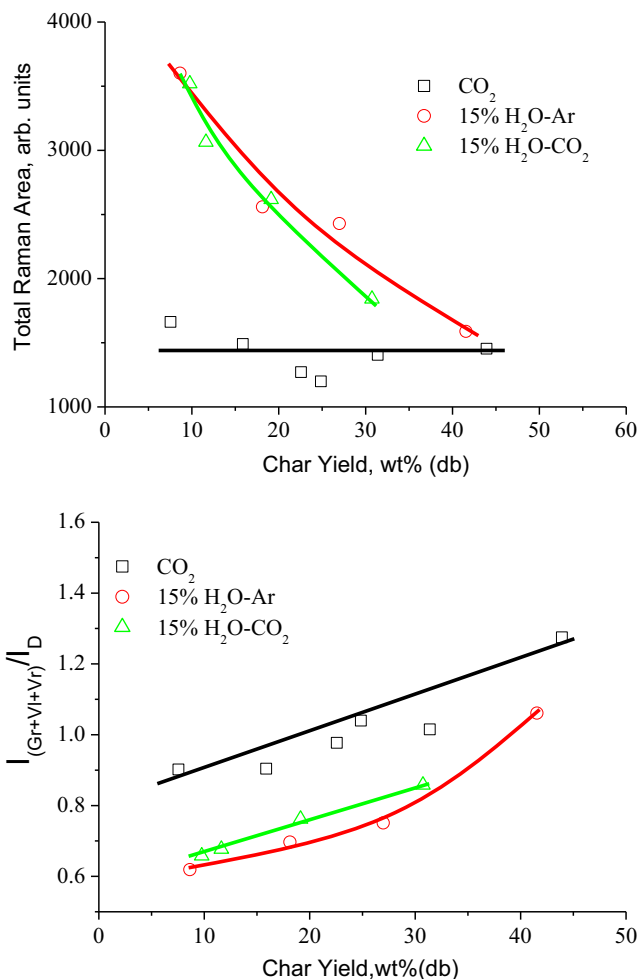 4000
3000
2000
1000
Total Raman Area, arb. units
CO₂
15% H₂O-Ar
15% H₂O-CO₂
0 10 20 30 40 50 60
Char Yield, wt% (db)
1.6
1.4
1.2
1.0
0.8
0.6
I(Gr+Vl+Vr)/ID
CO₂
15% H₂O-Ar
15% H₂O-CO₂
0 10 20 30 40 50
Char Yield,wt%(db)